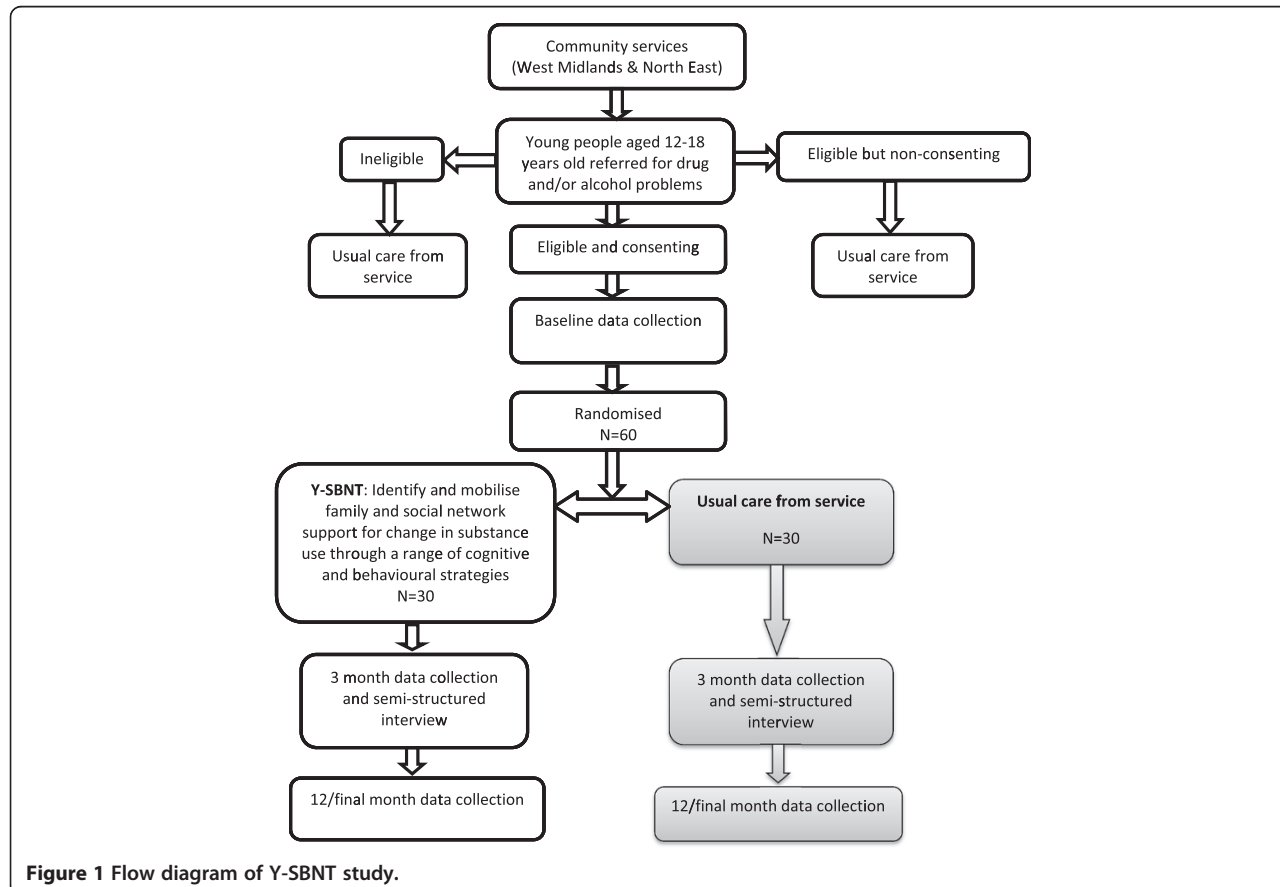 Community services
(West Midlands & North East)
Young people aged 12-18
years old referred for drug
and/or alcohol problems
Ineligible
Eligible but non-consenting
Usual care from
service
Eligible and consenting
Usual care from
service
Baseline data collection
Randomised
N=60
Y-SBNT: Identify and mobilise
family and social network
support for change in substance
use through a range of cognitive
and behavioural strategies
N=30
Usual care from service
N=30
3 month data collection
and semi-structured
interview
3 month data collection
and semi-structured
interview
12/final month data collection
12/final month data collection
Figure 1 Flow diagram of Y-SBNT study.